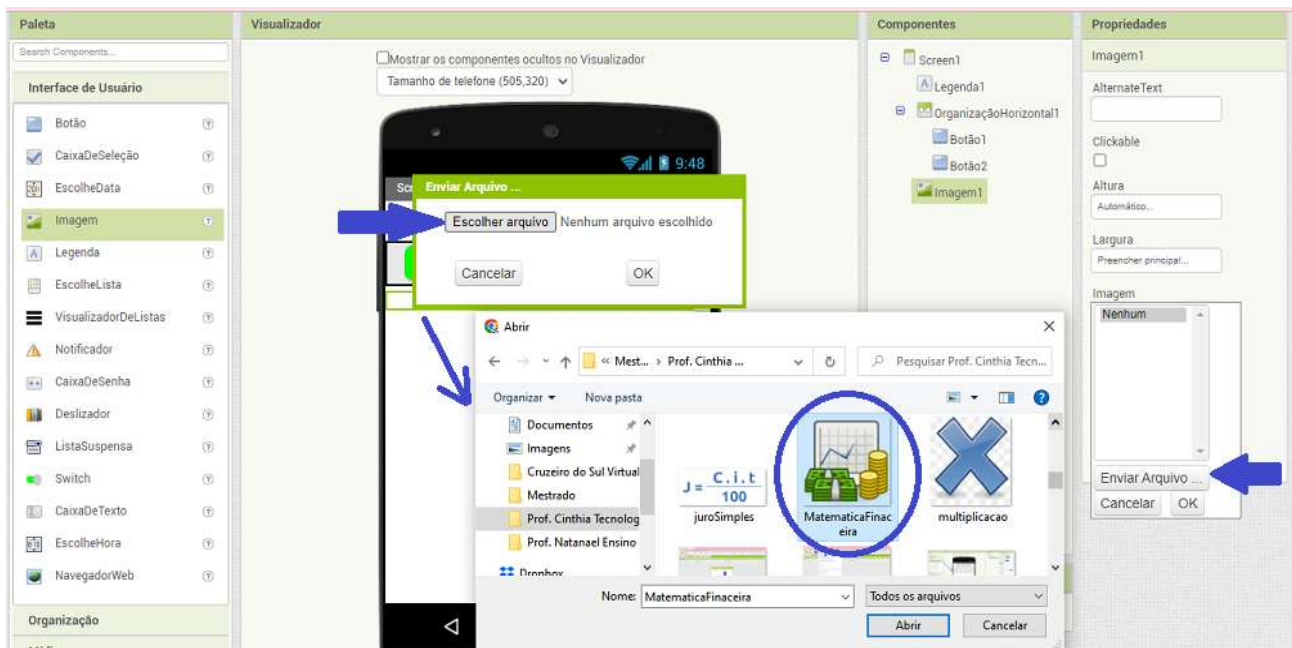 Paleta
Search Components...
Interface de Usuário
Botão
CaixaDeSeleção
EscolheData
Imagem
Legenda
EscolheLista
VisualizadorDeListas
Notificador
CaixaDeSenha
Deslizador
ListaSuspensa
Switch
CaixaDeTexto
EscolheHora
NavegadorWeb
Organização
Visualizador
Mostrar os componentes ocultos no Visualizador
Tamanho de telefone (505,320)
9:48
Scr
Enviar Arquivo ...
Escolher arquivo Nenhum arquivo escolhido
Cancelar OK
Abrir
« Mest... › Prof. Cinthia ...
Pesquisar Prof. Cinthia Tecn...
Organizar Nova pasta
Documentos
Imagens
Cruzeiro do Sul Virtual
Mestrado
Prof. Cinthia Tecnolog
Prof. Natanael Ensino
Dropbox
J = C.i.t
100
juroSimples
MatematicaFinac
eira
multiplicacao
Nome: MatematicaFinaceira
Todos os arquivos
Abrir Cancelar
Componentes
Screen1
Legenda1
OrganizaçãoHorizontal1
Botão1
Botão2
Imagem1
Propriedades
Imagem1
AlternateText
Clickable
Altura
Automático...
Largura
Preencher principal...
Imagem
Nenhum
Enviar Arquivo ...
Cancelar OK